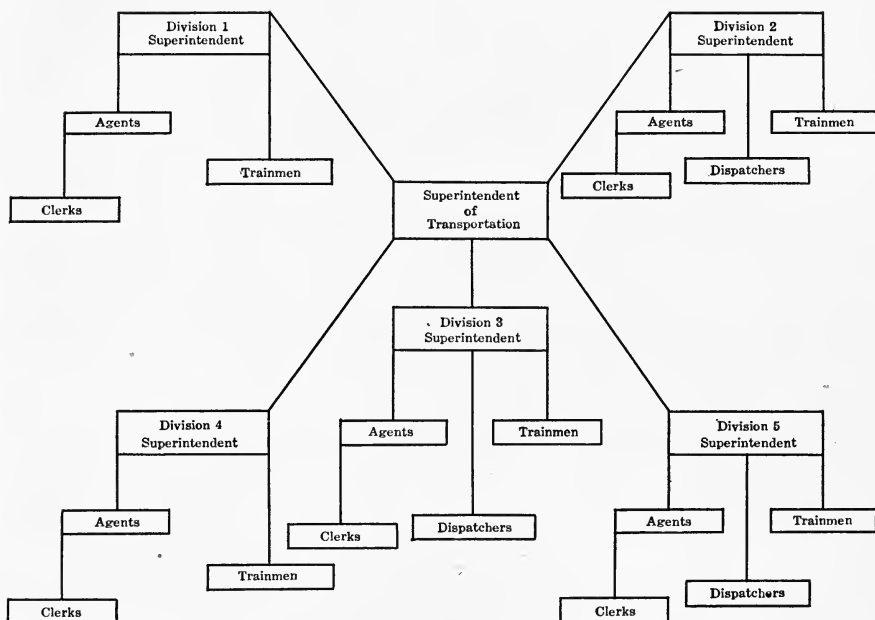 Division 1
Superintendent
Agents
Trainmen
Clerks
Division 2
Superintendent
Agents
Trainmen
Dispatchers
Clerks
Superintendent
of
Transportation
Division 3
Superintendent
Agents
Trainmen
Clerks
Dispatchers
Division 4
Superintendent
Agents
Trainmen
Clerks
Division 5
Superintendent
Agents
Trainmen
Dispatchers
Clerks